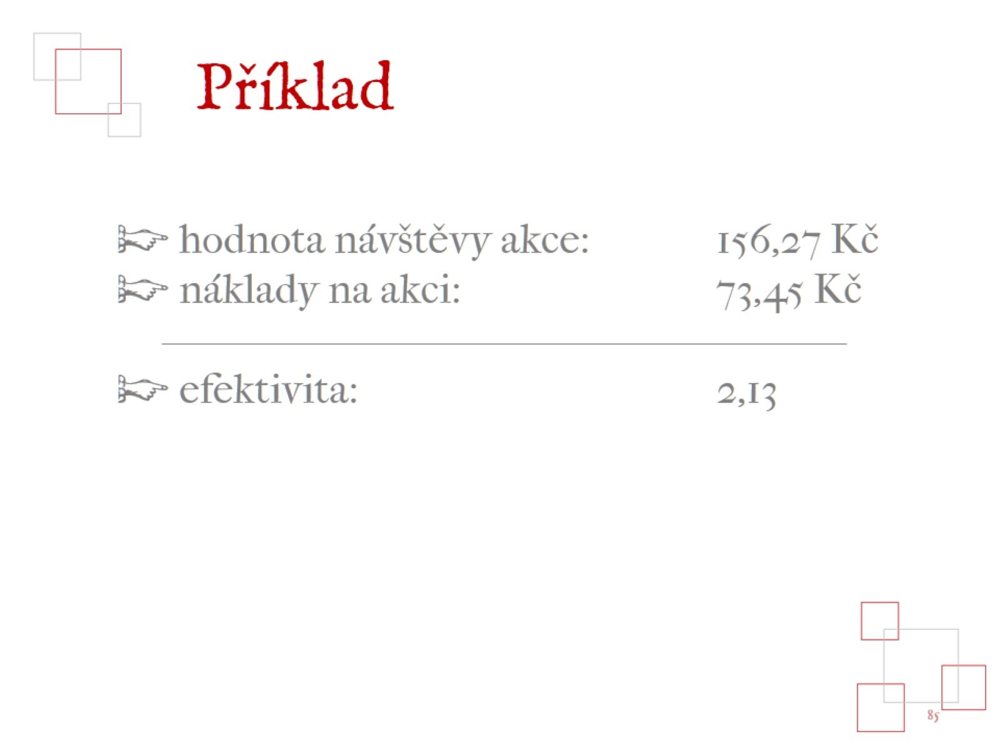 Příklad
hodnota návštěvy akce: 156,27 Kč
náklady na akci: 73,45 Kč
efektivita: 2,13
85